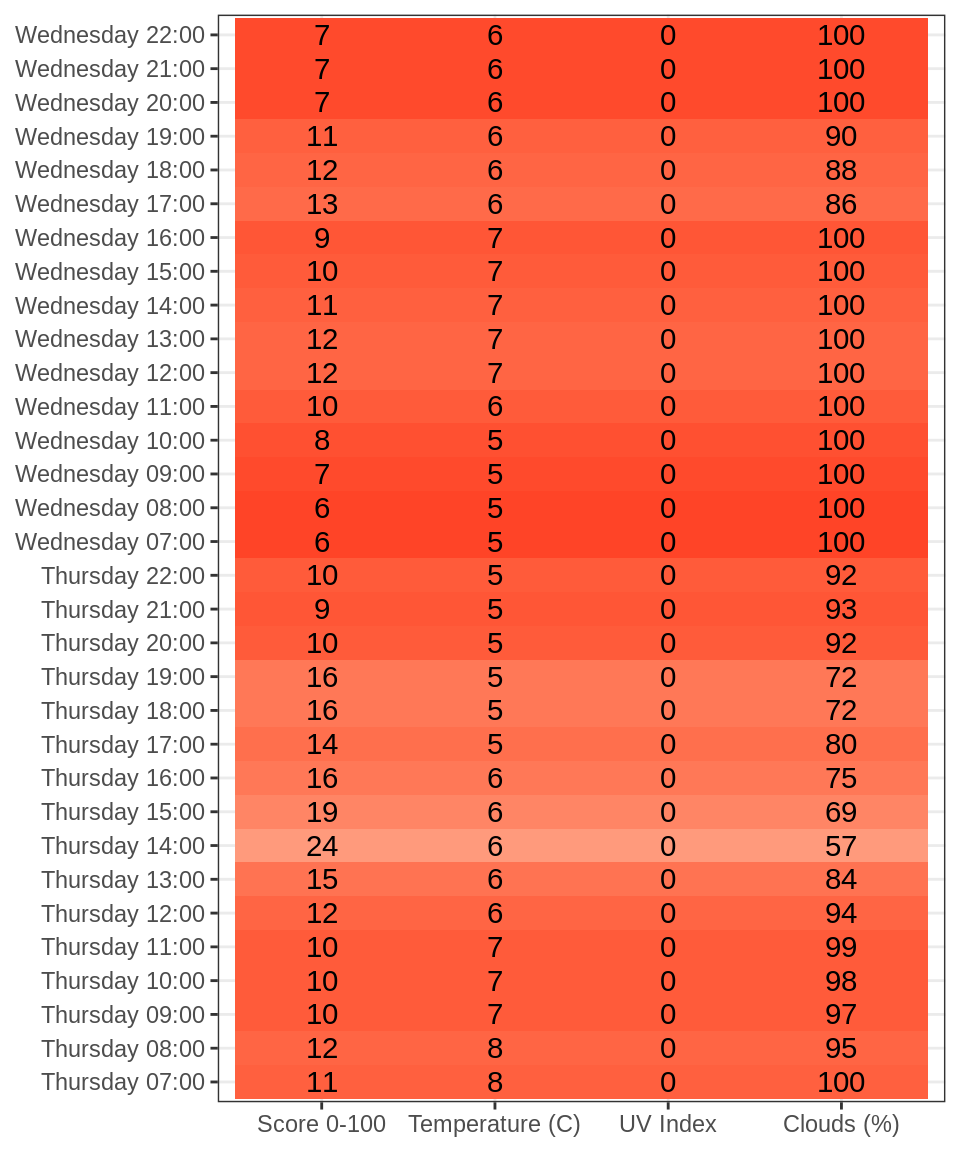 Wednesday 22:00 7 6 0 100
Wednesday 21:00 7 6 0 100
Wednesday 20:00 7 6 0 100
Wednesday 19:00 11 6 0 90
Wednesday 18:00 12 6 0 88
Wednesday 17:00 13 6 0 86
Wednesday 16:00 9 7 0 100
Wednesday 15:00 10 7 0 100
Wednesday 14:00 11 7 0 100
Wednesday 13:00 12 7 0 100
Wednesday 12:00 12 7 0 100
Wednesday 11:00 10 6 0 100
Wednesday 10:00 8 5 0 100
Wednesday 09:00 7 5 0 100
Wednesday 08:00 6 5 0 100
Wednesday 07:00 6 5 0 100
Thursday 22:00 10 5 0 92
Thursday 21:00 9 5 0 93
Thursday 20:00 10 5 0 92
Thursday 19:00 16 5 0 72
Thursday 18:00 16 5 0 72
Thursday 17:00 14 5 0 80
Thursday 16:00 16 6 0 75
Thursday 15:00 19 6 0 69
Thursday 14:00 24 6 0 57
Thursday 13:00 15 6 0 84
Thursday 12:00 12 6 0 94
Thursday 11:00 10 7 0 99
Thursday 10:00 10 7 0 98
Thursday 09:00 10 7 0 97
Thursday 08:00 12 8 0 95
Thursday 07:00 11 8 0 100
Score 0-100 Temperature (C) UV Index Clouds (%)